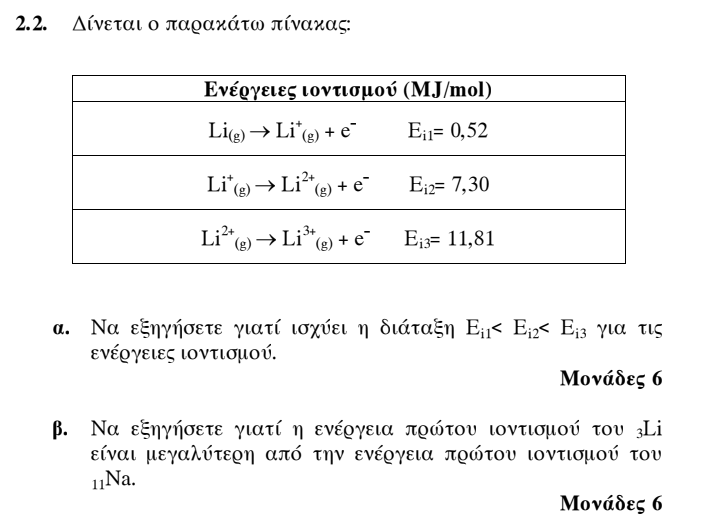 2.2. Δίνεται ο παρακάτω πίνακας:
Ενέργειες ιοντισμού (MJ/mol)
Li(g) → Li⁺(g) + e⁻ Ei1= 0,52
Li⁺(g) → Li²⁺(g) + e⁻ Ei2= 7,30
Li²⁺(g) → Li³⁺(g) + e⁻ Ei3= 11,81
α. Να εξηγήσετε γιατί ισχύει η διάταξη Ei1< Ei2< Ei3 για τις
ενέργειες ιοντισμού.
Μονάδες 6
β. Να εξηγήσετε γιατί η ενέργεια πρώτου ιοντισμού του ₃Li
είναι μεγαλύτερη από την ενέργεια πρώτου ιοντισμού του
₁₁Na.
Μονάδες 6